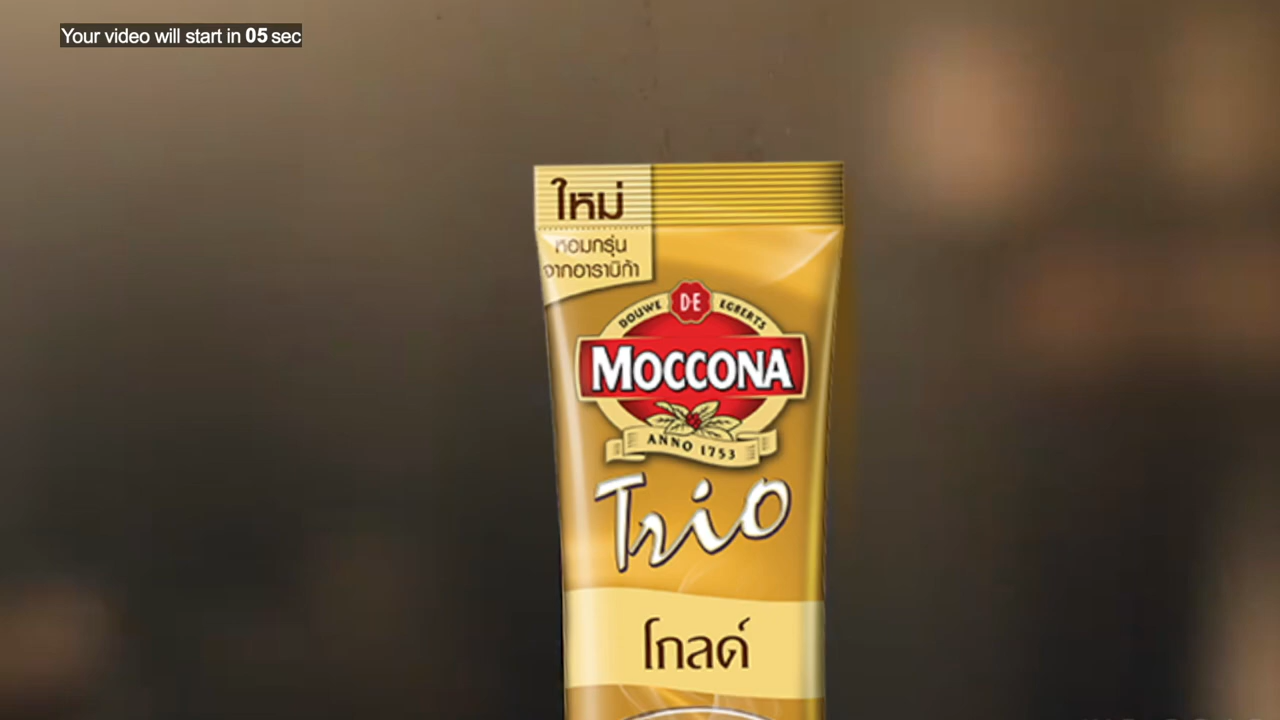 Your video will start in 05 sec
ใหม่
หอมกรุ่น
จากอาราบิก้า
DOUWE D·E EGBERTS
MOCCONA
ANNO 1753
Trio
โกลด์